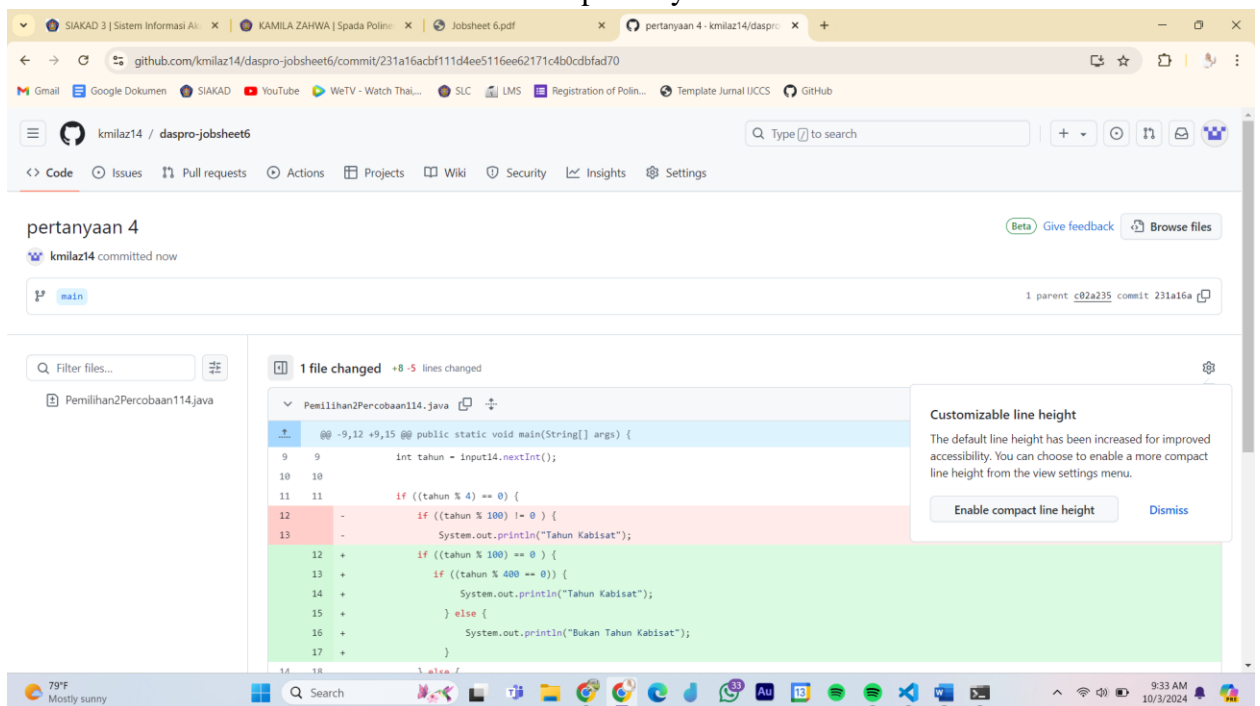 SIAKAD 3 | Sistem Informasi Ak
KAMILA ZAHWA | Spada Poline
Jobsheet 6.pdf
pertanyaan 4 · kmilaz14/daspro
github.com/kmilaz14/daspro-jobsheet6/commit/231a16acbf111d4ee5116ee62171c4b0cdbfad70
Gmail Google Dokumen SIAKAD YouTube WeTV - Watch Thai,... SLC LMS Registration of Polin... Template Jurnal IJCCS GitHub
kmilaz14 / daspro-jobsheet6
Type / to search
<> Code Issues Pull requests Actions Projects Wiki Security Insights Settings
pertanyaan 4
Beta Give feedback Browse files
kmilaz14 committed now
main
1 parent c02a235 commit 231a16a
Filter files...
Pemilihan2Percobaan114.java
1 file changed +8 -5 lines changed
Pemilihan2Percobaan114.java
@@ -9,12 +9,15 @@ public static void main(String[] args) {
9 9 int tahun = input14.nextInt();
10 10
11 11 if ((tahun % 4) == 0) {
12 - if ((tahun % 100) != 0 ) {
13 - System.out.println("Tahun Kabisat");
12 + if ((tahun % 100) == 0 ) {
13 + if ((tahun % 400 == 0)) {
14 + System.out.println("Tahun Kabisat");
15 + } else {
16 + System.out.println("Bukan Tahun Kabisat");
17 + }
14 18 } else {
Customizable line height
The default line height has been increased for improved
accessibility. You can choose to enable a more compact
line height from the view settings menu.
Enable compact line height Dismiss
79°F
Mostly sunny
Search
9:33 AM
10/3/2024